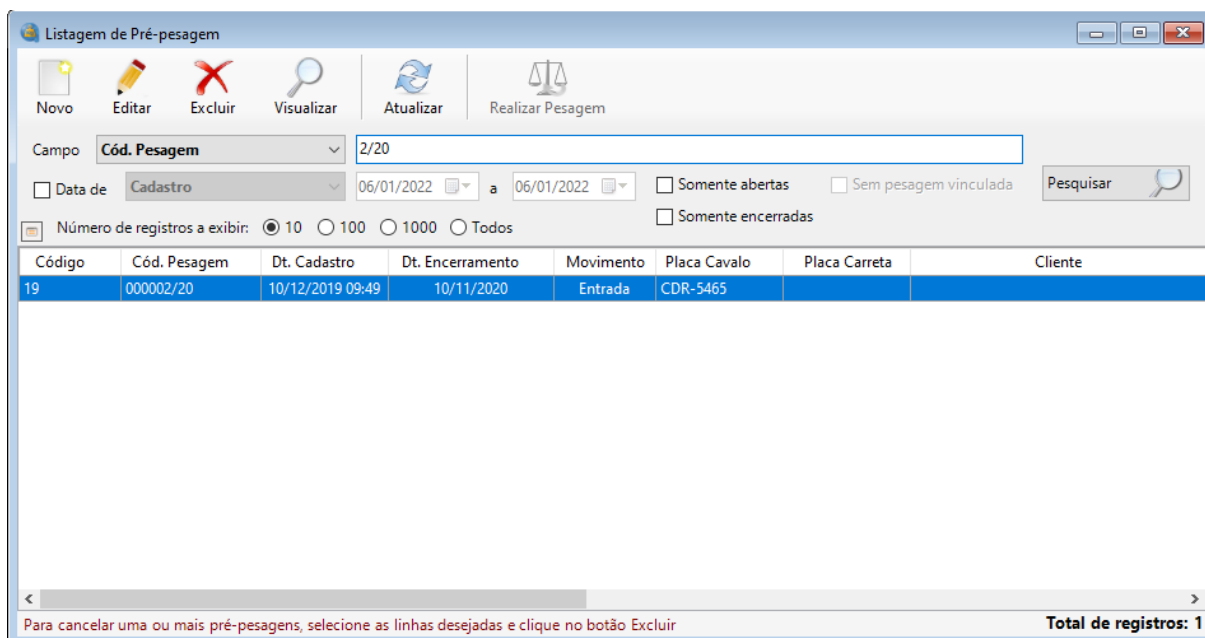 Listagem de Pré-pesagem
Novo Editar Excluir Visualizar Atualizar Realizar Pesagem
Campo Cód. Pesagem 2/20
Data de Cadastro 06/01/2022 a 06/01/2022 Somente abertas Sem pesagem vinculada Pesquisar
Somente encerradas
Número de registros a exibir: 10 100 1000 Todos
Código Cód. Pesagem Dt. Cadastro Dt. Encerramento Movimento Placa Cavalo Placa Carreta Cliente
19 000002/20 10/12/2019 09:49 10/11/2020 Entrada CDR-5465
Para cancelar uma ou mais pré-pesagens, selecione as linhas desejadas e clique no botão Excluir Total de registros: 1